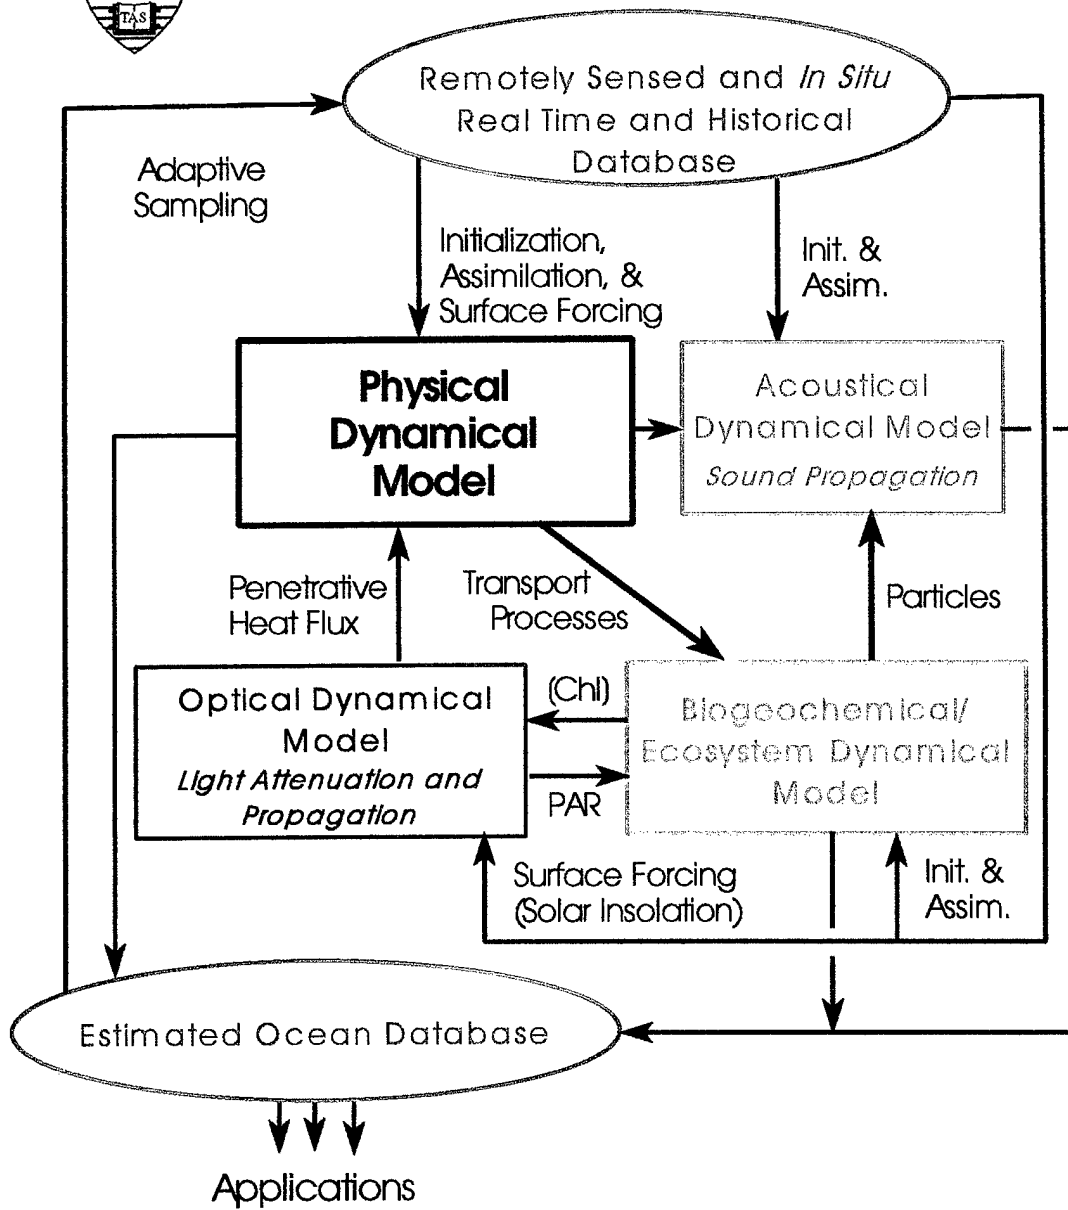 TAS
Remotely Sensed and In Situ
Real Time and Historical
Database
Adaptive
Sampling
Initialization,
Assimilation, &
Surface Forcing
Init. &
Assim.
Physical
Dynamical
Model
Acoustical
Dynamical Model
Sound Propagation
Penetrative
Heat Flux
Transport
Processes
Particles
Optical Dynamical
Model
Light Attenuation and
Propagation
(Chl)
PAR
Biogeochemical/
Ecosystem Dynamical
Model
Surface Forcing
(Solar Insolation)
Init. &
Assim.
Estimated Ocean Database
Applications